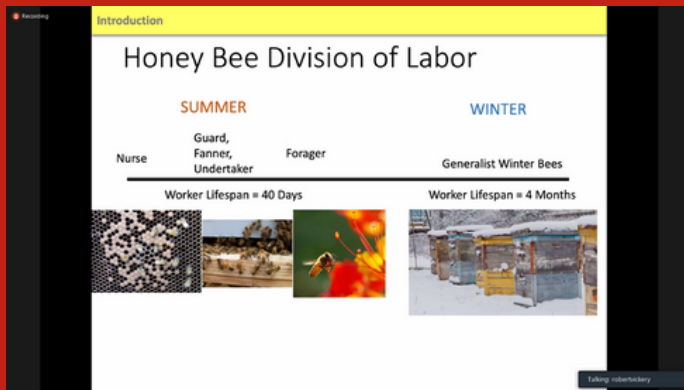 Recording
Introduction
Honey Bee Division of Labor
SUMMER
WINTER
Nurse
Guard,
Fanner,
Undertaker
Forager
Generalist Winter Bees
Worker Lifespan = 40 Days
Worker Lifespan = 4 Months
Talking: robertvickery